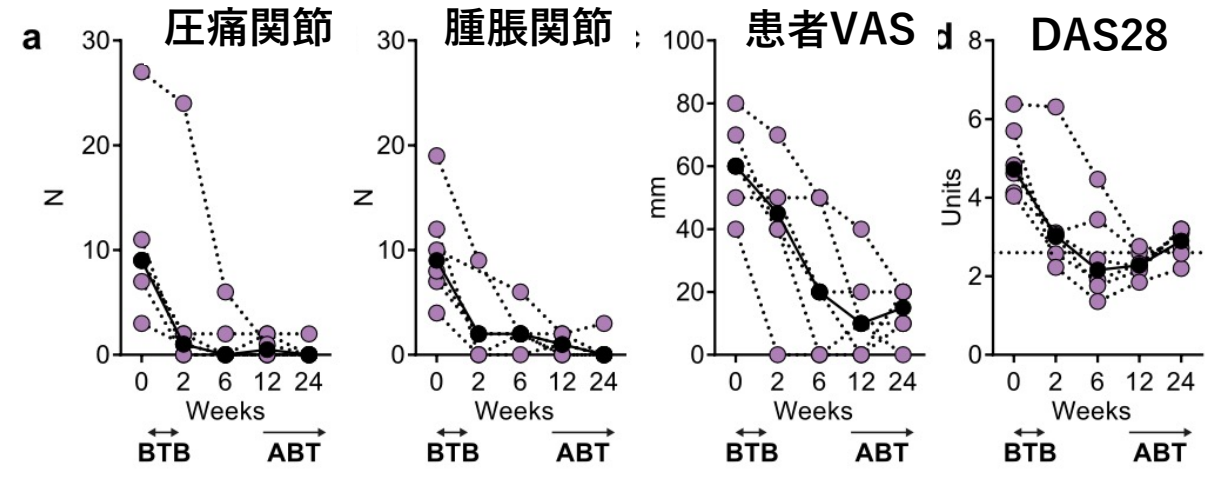 a
圧痛関節
30
20
10
0
N
0 2 6 12 24
Weeks
BTB ABT
腫脹関節
30
20
10
0
N
0 2 6 12 24
Weeks
BTB ABT
患者VAS
100
80
60
40
20
0
mm
0 2 6 12 24
Weeks
BTB ABT
d
DAS28
8
6
4
2
0
Units
0 2 6 12 24
Weeks
BTB ABT